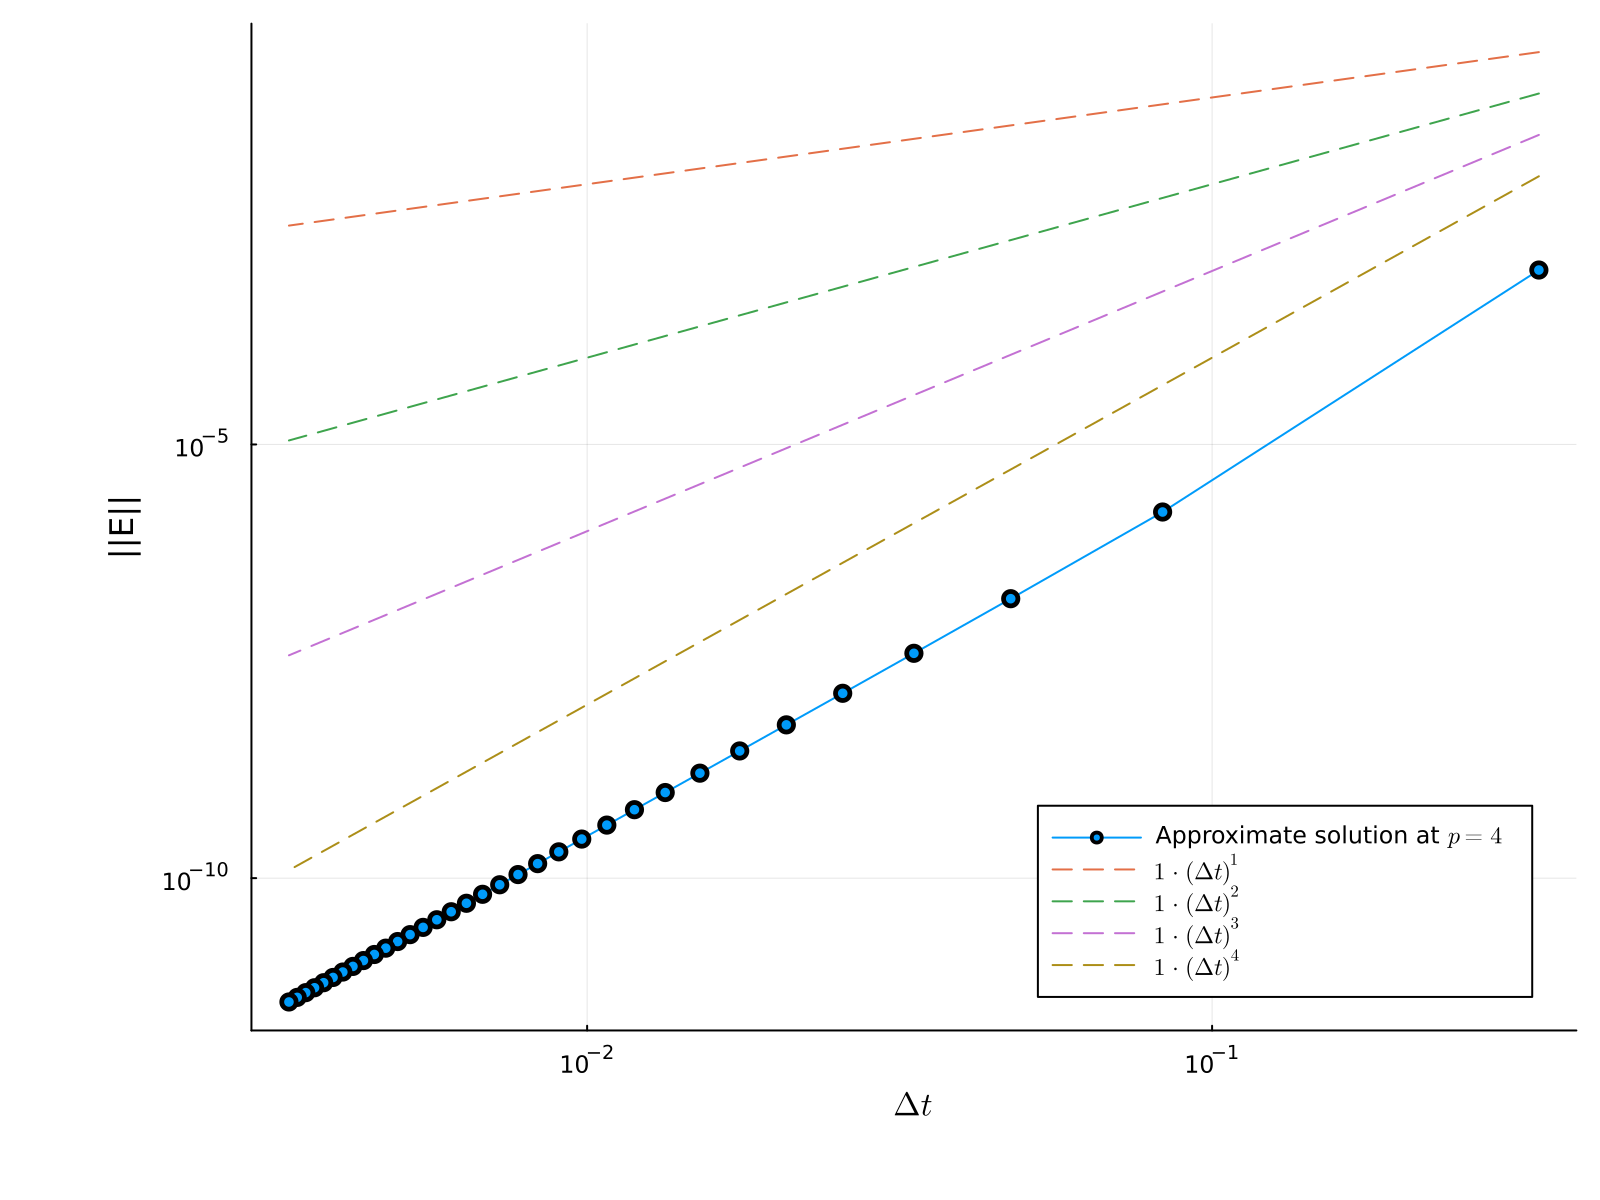 ||E||
10⁻⁵
10⁻¹⁰
10⁻²
10⁻¹
Δt
Approximate solution at p = 4
1 · (Δt)¹
1 · (Δt)²
1 · (Δt)³
1 · (Δt)⁴